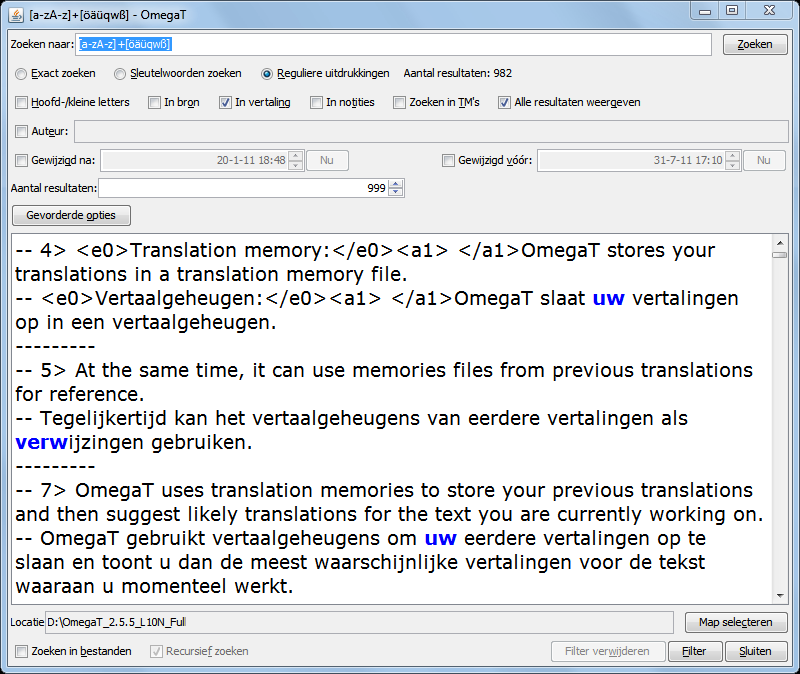 [a-zA-z]+[öäüqwß] - OmegaT
Zoeken naar: [a-zA-z]+[öäüqwß] Zoeken
Exact zoeken Sleutelwoorden zoeken Reguliere uitdrukkingen Aantal resultaten: 982
Hoofd-/kleine letters In bron In vertaling In notities Zoeken in TM's Alle resultaten weergeven
Auteur:
Gewijzigd na: 20-1-11 18:48 Nu Gewijzigd vóór: 31-7-11 17:10 Nu
Aantal resultaten: 999
Gevorderde opties
-- 4> <e0>Translation memory:</e0><a1> </a1>OmegaT stores your
translations in a translation memory file.
-- <e0>Vertaalgeheugen:</e0><a1> </a1>OmegaT slaat uw vertalingen
op in een vertaalgeheugen.
---------
-- 5> At the same time, it can use memories files from previous translations
for reference.
-- Tegelijkertijd kan het vertaalgeheugens van eerdere vertalingen als
verwijzingen gebruiken.
---------
-- 7> OmegaT uses translation memories to store your previous translations
and then suggest likely translations for the text you are currently working on.
-- OmegaT gebruikt vertaalgeheugens om uw eerdere vertalingen op te
slaan en toont u dan de meest waarschijnlijke vertalingen voor de tekst
waaraan u momenteel werkt.
Locatie D:\OmegaT_2.5.5_L10N_Full Map selecteren
Zoeken in bestanden Recursief zoeken Filter verwijderen Filter Sluiten